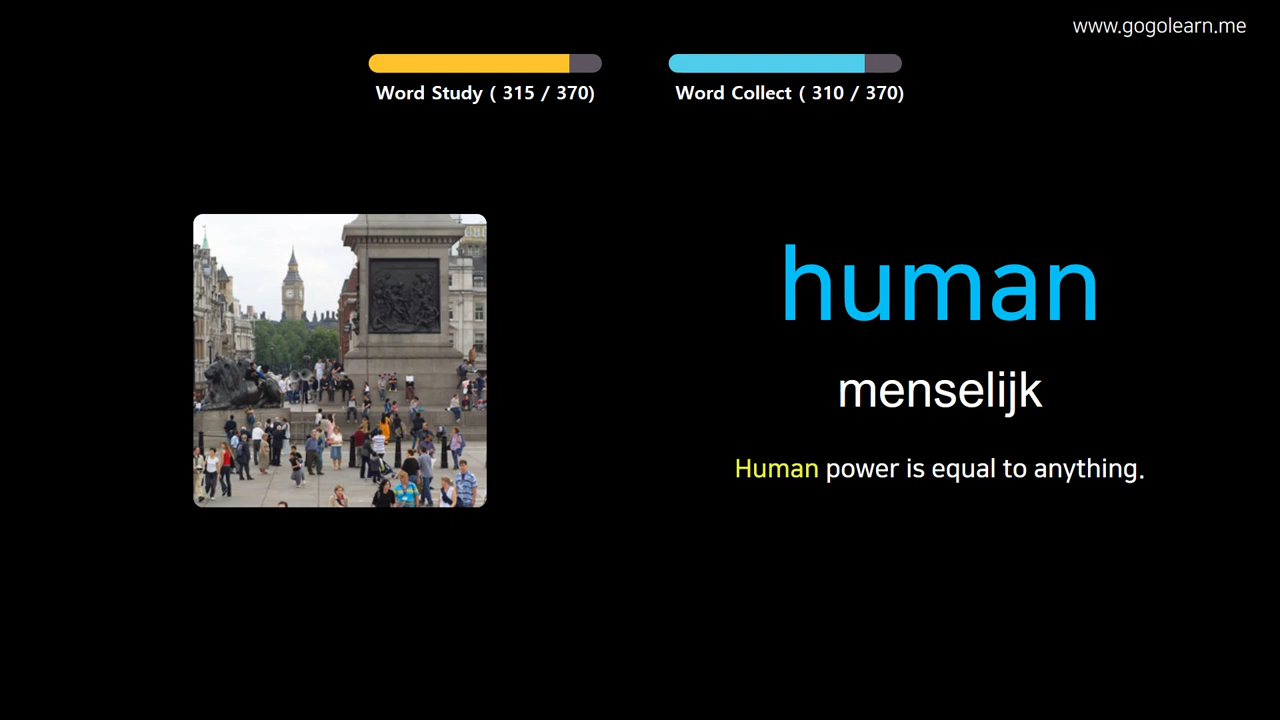 www.gogolearn.me
Word Study ( 315 / 370)
Word Collect ( 310 / 370)
human
menselijk
Human power is equal to anything.